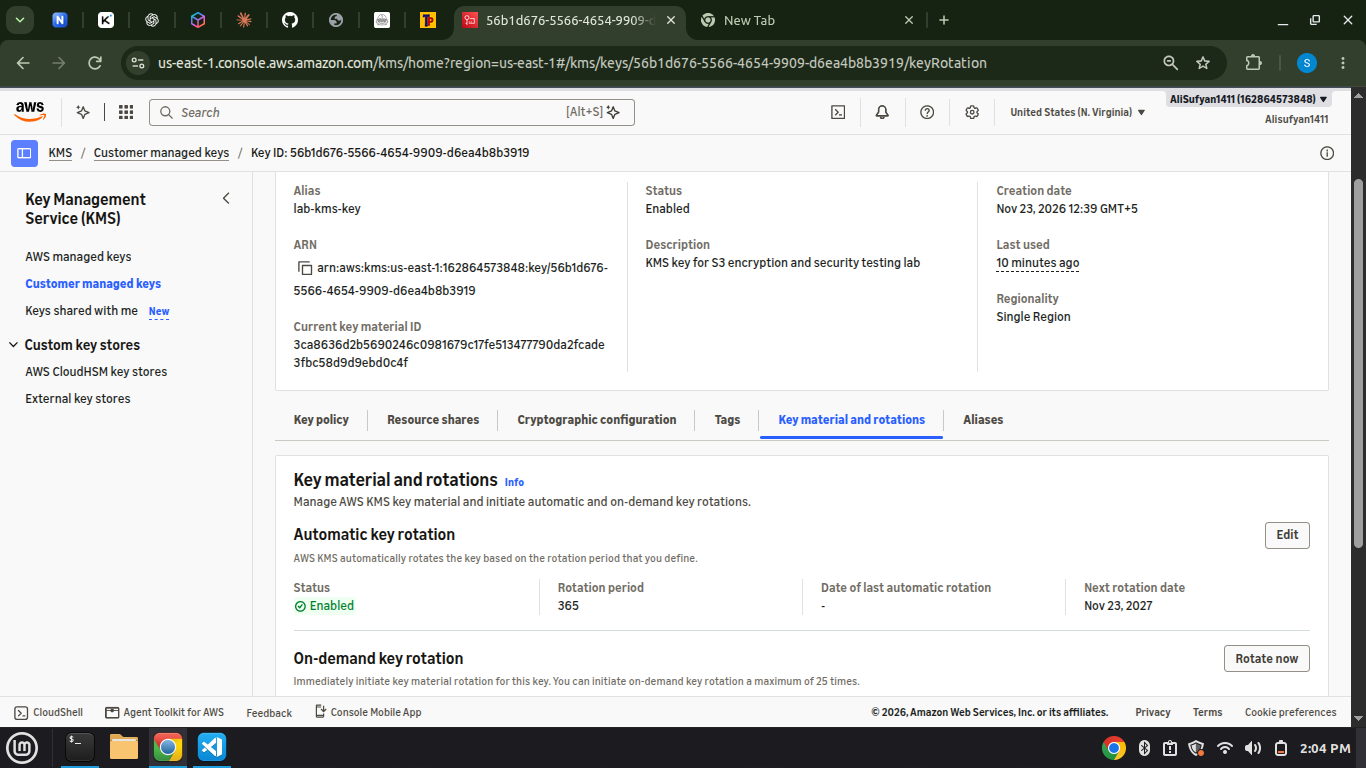 56b1d676-5566-4654-9909-
New Tab
us-east-1.console.aws.amazon.com/kms/home?region=us-east-1#/kms/keys/56b1d676-5566-4654-9909-d6ea4b8b3919/keyRotation
S
aws
Search
[Alt+S]
United States (N. Virginia)
AliSufyan1411 (162864573848)
Alisufyan1411
KMS / Customer managed keys / Key ID: 56b1d676-5566-4654-9909-d6ea4b8b3919
Key Management
Service (KMS)
AWS managed keys
Customer managed keys
Keys shared with me New
Custom key stores
AWS CloudHSM key stores
External key stores
Alias
lab-kms-key
ARN
arn:aws:kms:us-east-1:162864573848:key/56b1d676-
5566-4654-9909-d6ea4b8b3919
Current key material ID
3ca8636d2b5690246c0981679c17fe513477790da2fcade
3fbc58d9d9ebd0c4f
Status
Enabled
Description
KMS key for S3 encryption and security testing lab
Creation date
Nov 23, 2026 12:39 GMT+5
Last used
10 minutes ago
Regionality
Single Region
Key policy
Resource shares
Cryptographic configuration
Tags
Key material and rotations
Aliases
Key material and rotations Info
Manage AWS KMS key material and initiate automatic and on-demand key rotations.
Automatic key rotation
Edit
AWS KMS automatically rotates the key based on the rotation period that you define.
Status
Enabled
Rotation period
365
Date of last automatic rotation
-
Next rotation date
Nov 23, 2027
On-demand key rotation
Rotate now
Immediately initiate key material rotation for this key. You can initiate on-demand key rotation a maximum of 25 times.
CloudShell
Agent Toolkit for AWS
Feedback
Console Mobile App
© 2026, Amazon Web Services, Inc. or its affiliates.
Privacy
Terms
Cookie preferences
2:04 PM